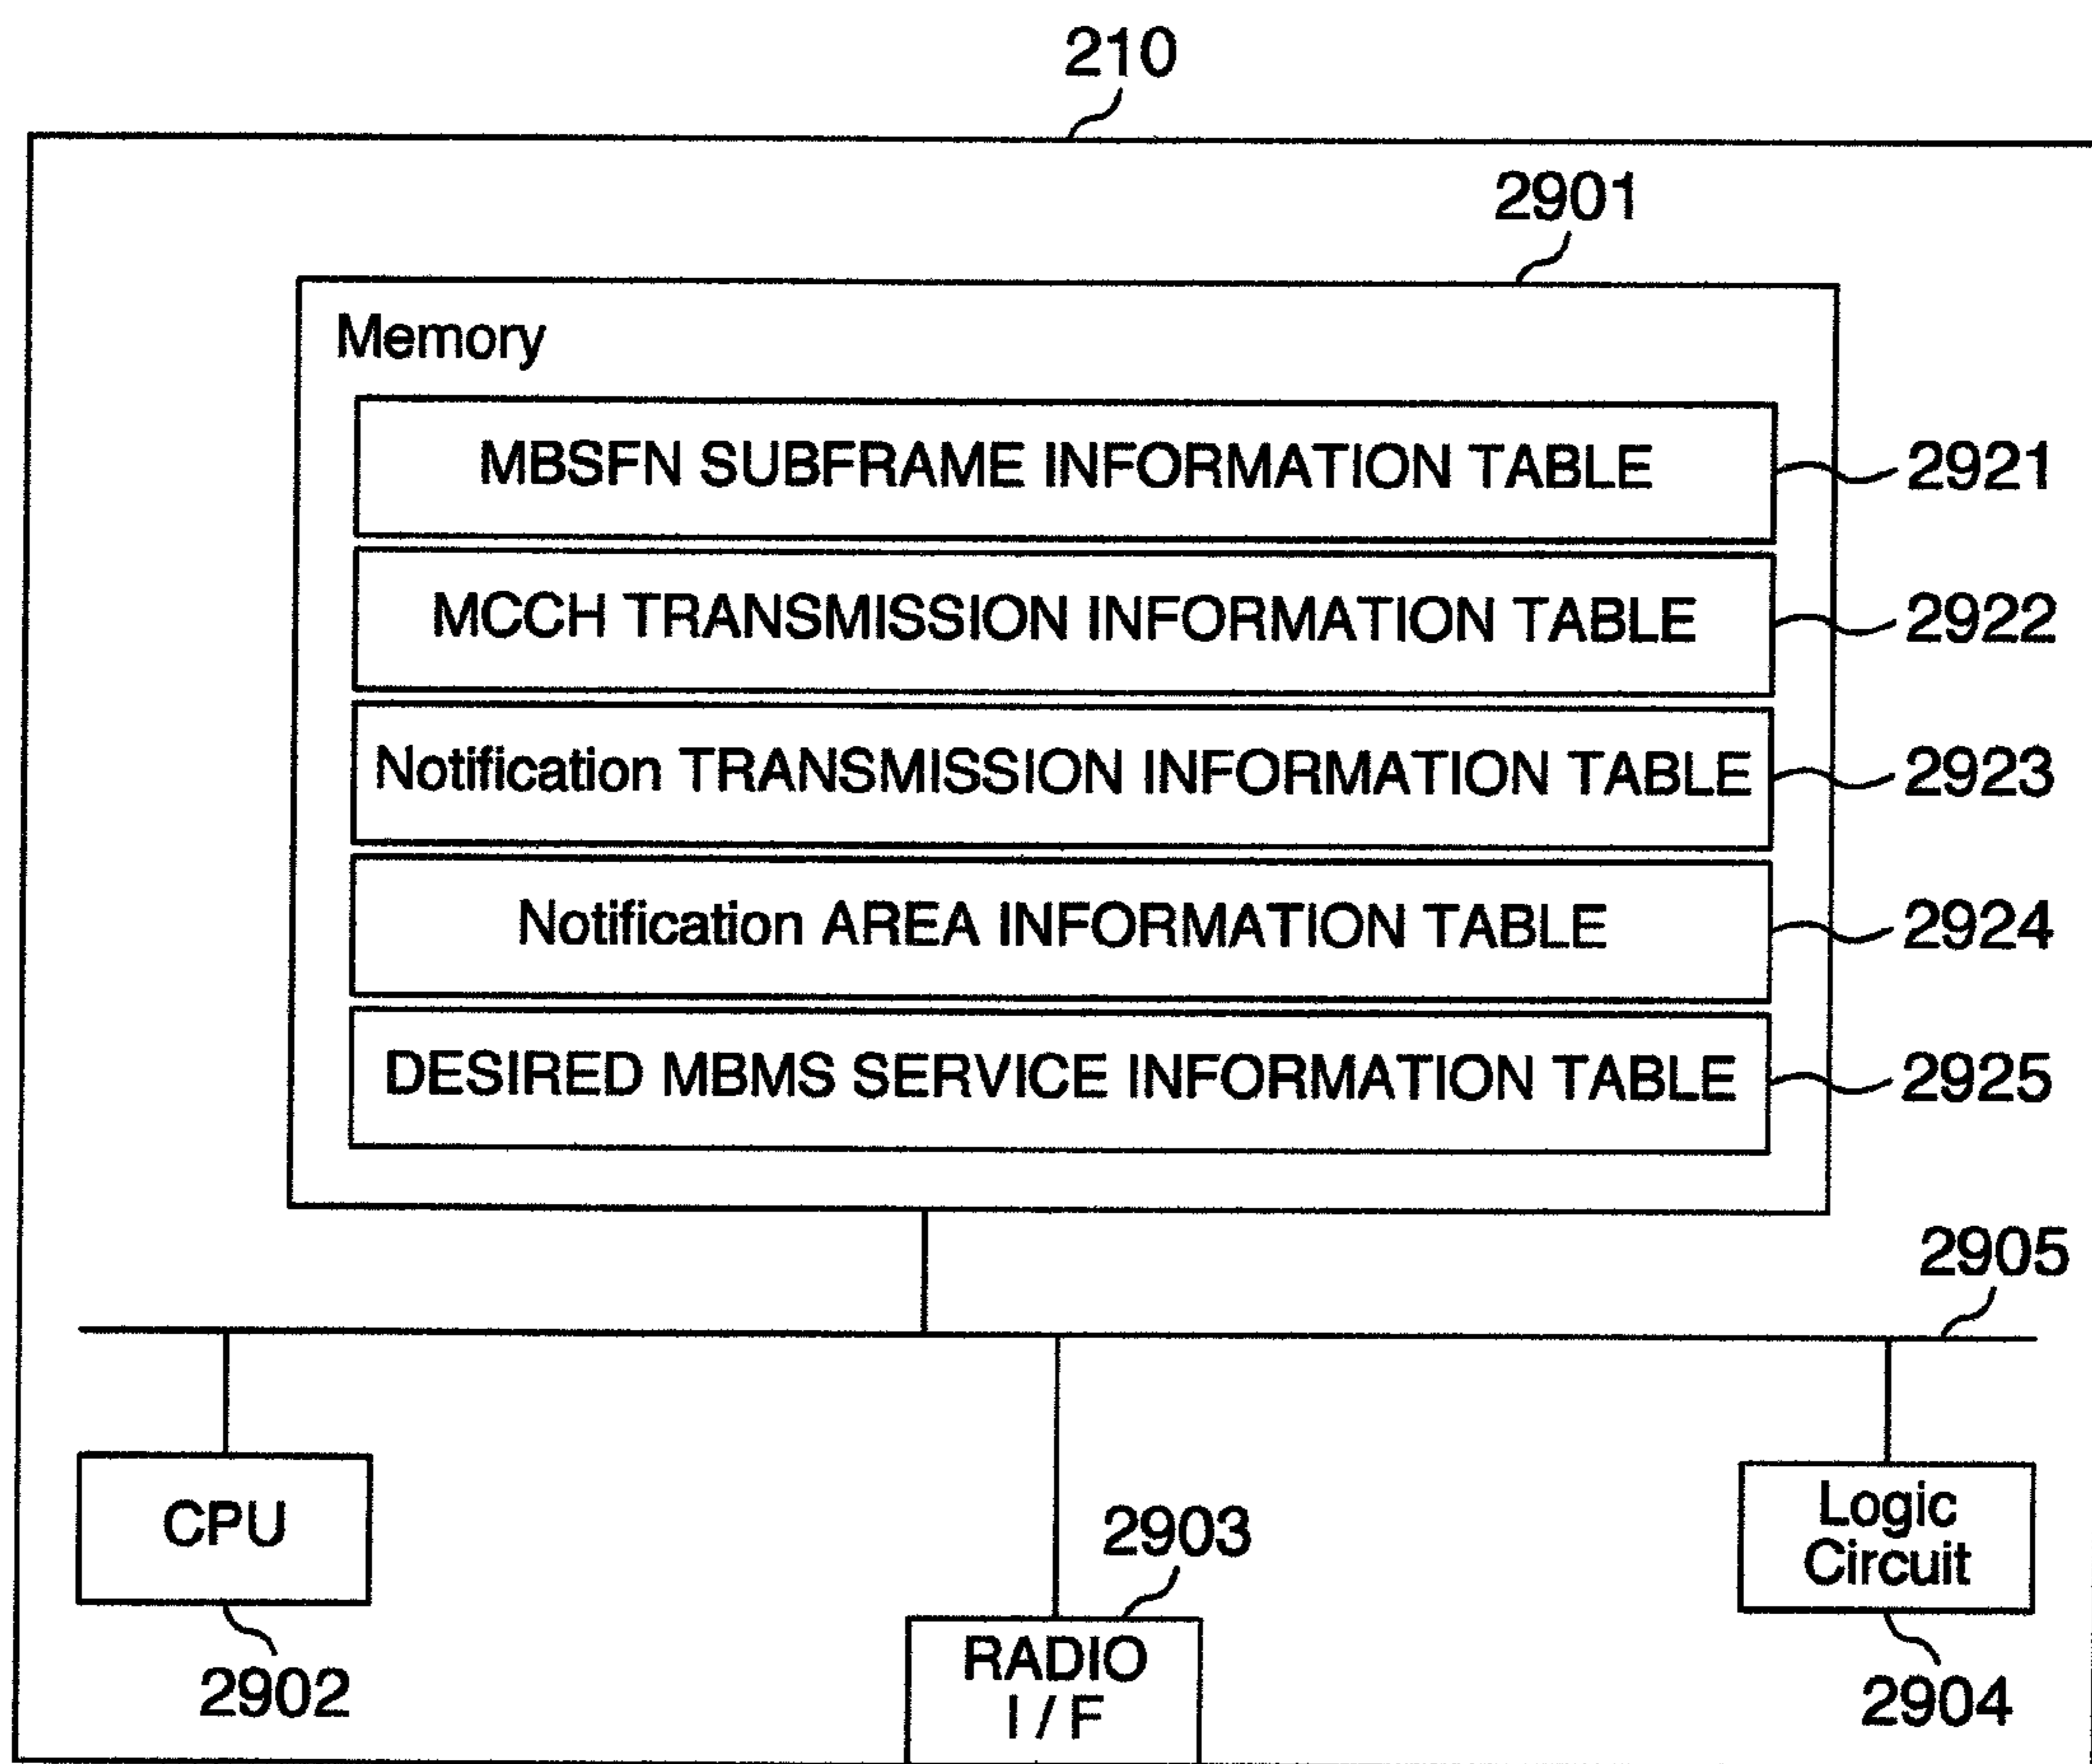 210
2901
Memory
MBSFN SUBFRAME INFORMATION TABLE
2921
MCCH TRANSMISSION INFORMATION TABLE
2922
Notification TRANSMISSION INFORMATION TABLE
2923
Notification AREA INFORMATION TABLE
2924
DESIRED MBMS SERVICE INFORMATION TABLE
2925
2905
CPU
2902
2903
RADIO
I / F
Logic
Circuit
2904